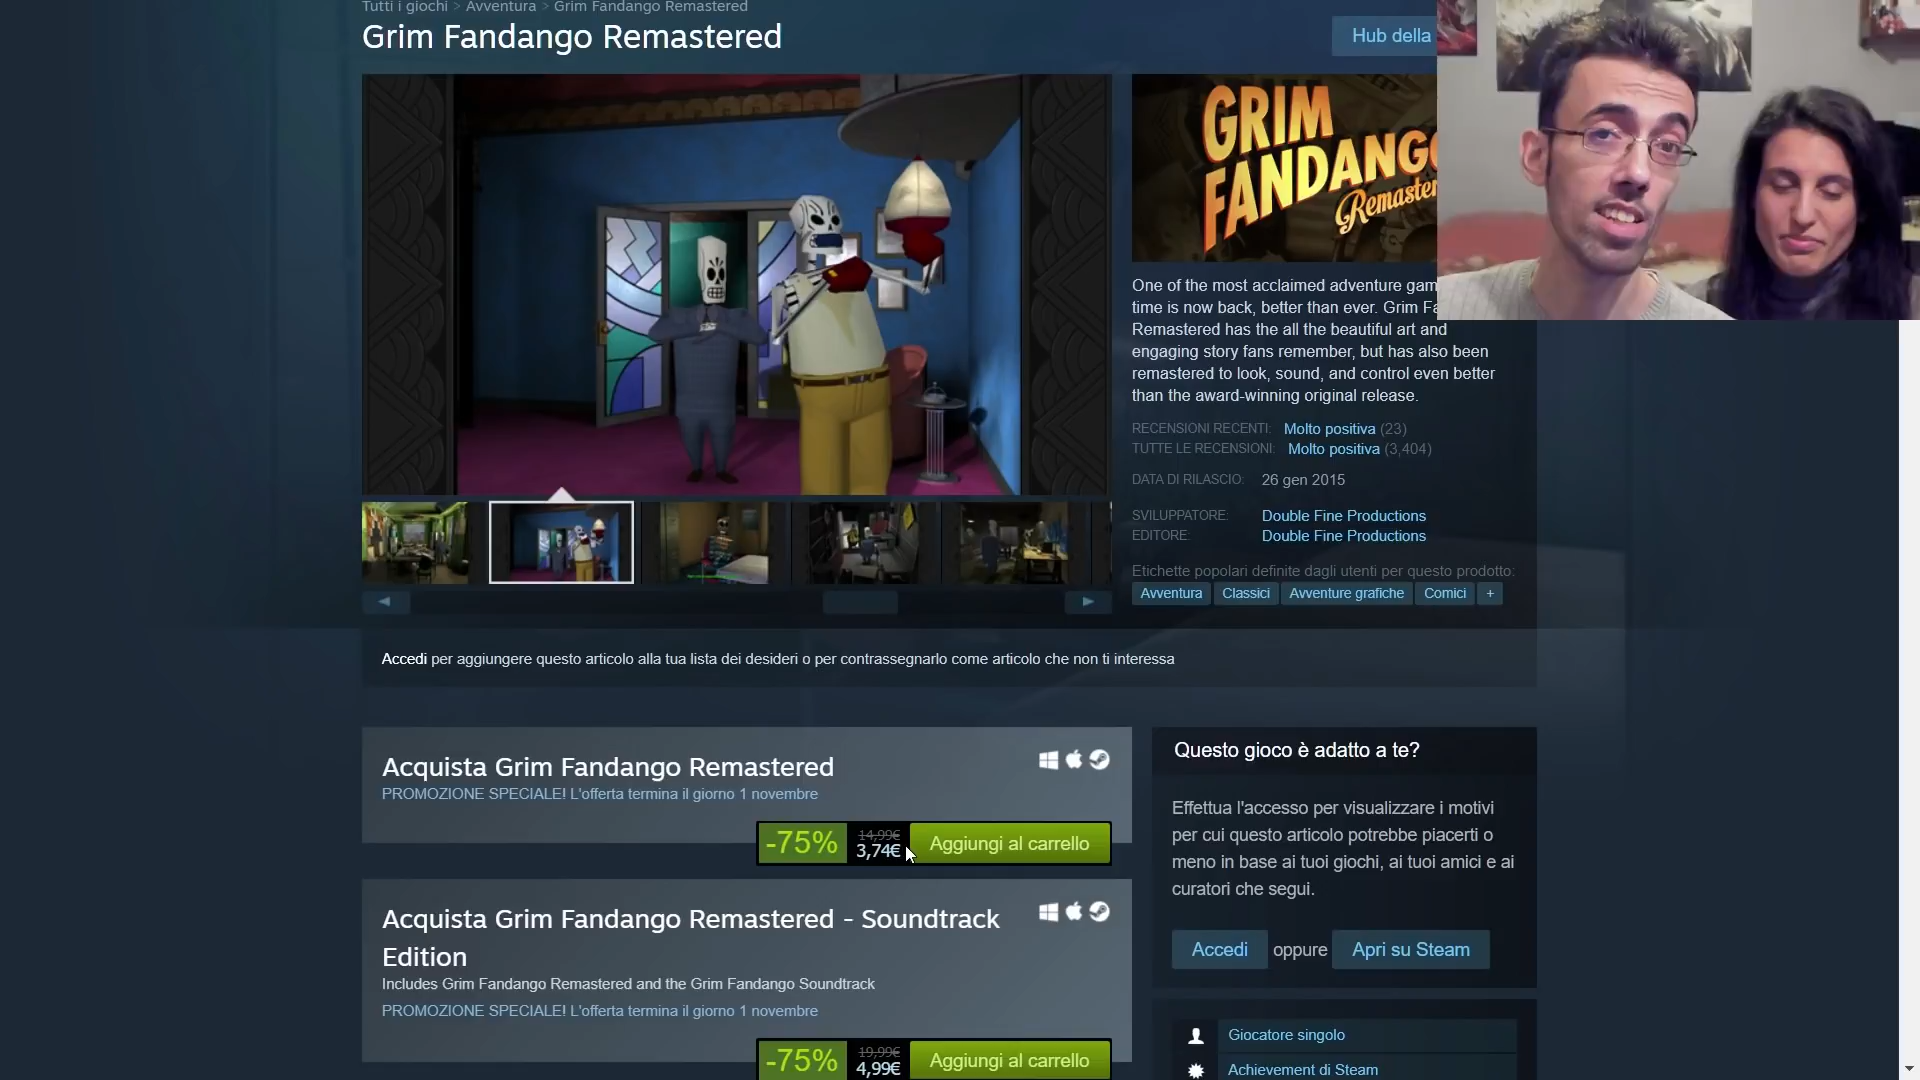 Tutti i giochi > Avventura > Grim Fandango Remastered
Grim Fandango Remastered
Hub della
GRIM
FANDANGO
Remaster
One of the most acclaimed adventure gam
time is now back, better than ever. Grim Fa
Remastered has the all the beautiful art and
engaging story fans remember, but has also been
remastered to look, sound, and control even better
than the award-winning original release.
RECENSIONI RECENTI: Molto positiva (23)
TUTTE LE RECENSIONI: Molto positiva (3,404)
DATA DI RILASCIO: 26 gen 2015
SVILUPPATORE: Double Fine Productions
EDITORE: Double Fine Productions
Etichette popolari definite dagli utenti per questo prodotto:
Avventura Classici Avventure grafiche Comici +
Accedi per aggiungere questo articolo alla tua lista dei desideri o per contrassegnarlo come articolo che non ti interessa
Acquista Grim Fandango Remastered
PROMOZIONE SPECIALE! L'offerta termina il giorno 1 novembre
-75% 14,99€ 3,74€ Aggiungi al carrello
Acquista Grim Fandango Remastered - Soundtrack
Edition
Includes Grim Fandango Remastered and the Grim Fandango Soundtrack
PROMOZIONE SPECIALE! L'offerta termina il giorno 1 novembre
-75% 19,99€ 4,99€ Aggiungi al carrello
Questo gioco è adatto a te?
Effettua l'accesso per visualizzare i motivi
per cui questo articolo potrebbe piacerti o
meno in base ai tuoi giochi, ai tuoi amici e ai
curatori che segui.
Accedi oppure Apri su Steam
Giocatore singolo
Achievement di Steam